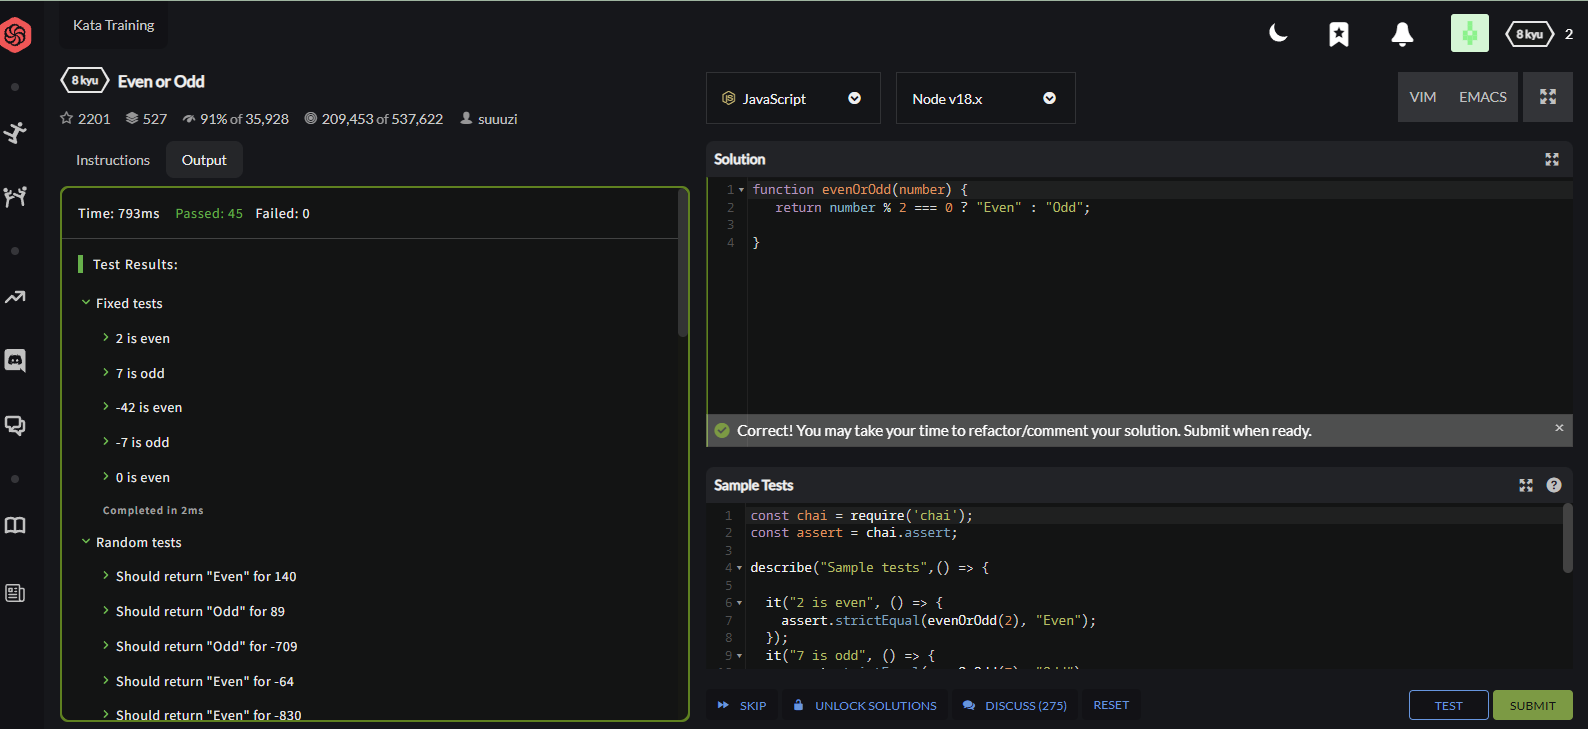 Kata Training
8 kyu 2
8 kyu Even or Odd
2201 527 91% of 35,928 209,453 of 537,622 suuuzi
Instructions Output
Time: 793ms Passed: 45 Failed: 0
Test Results:
Fixed tests
2 is even
7 is odd
-42 is even
-7 is odd
0 is even
Completed in 2ms
Random tests
Should return "Even" for 140
Should return "Odd" for 89
Should return "Odd" for -709
Should return "Even" for -64
Should return "Even" for -830
JS JavaScript Node v18.x VIM EMACS
Solution
1 function evenOrOdd(number) {
2 return number % 2 === 0 ? "Even" : "Odd";
3
4 }
Correct! You may take your time to refactor/comment your solution. Submit when ready. ×
Sample Tests ?
1 const chai = require('chai');
2 const assert = chai.assert;
3
4 describe("Sample tests",() => {
5
6 it("2 is even", () => {
7 assert.strictEqual(evenOrOdd(2), "Even");
8 });
9 it("7 is odd", () => {
SKIP UNLOCK SOLUTIONS DISCUSS (275) RESET TEST SUBMIT